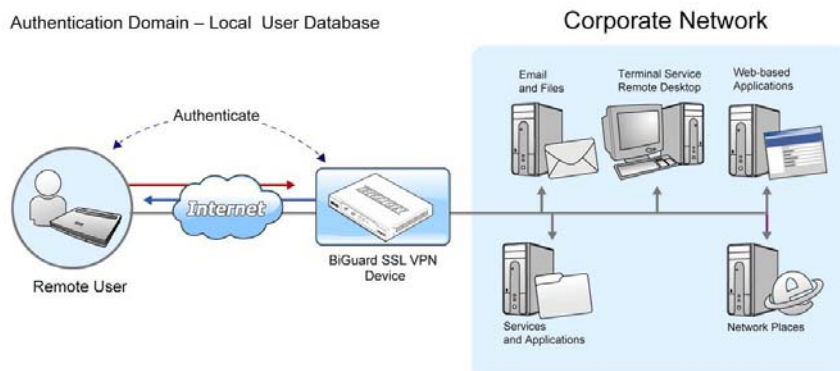 Authentication Domain – Local User Database
Corporate Network
Authenticate
Internet
Remote User
BiGuard SSL VPN
Device
Email
and Files
Terminal Service
Remote Desktop
Web-based
Applications
Services
and Applications
Network Places